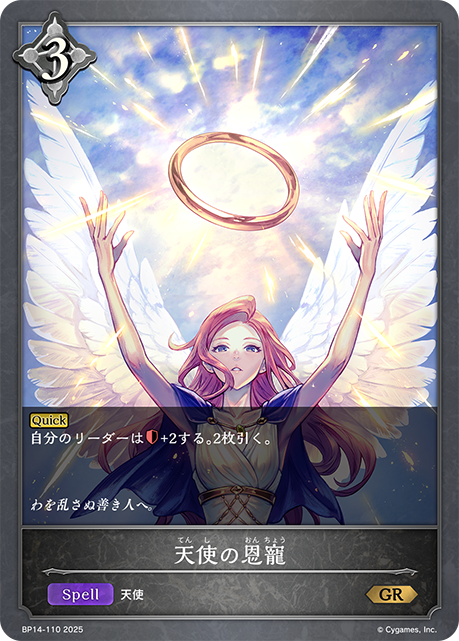 3
Quick
自分のリーダーは+2する。2枚引く。
わを乱さぬ善き人へ。
てんし おんちょう
天使の恩寵
Spell 天使 GR
BP14-110 2025 © Cygames, Inc.